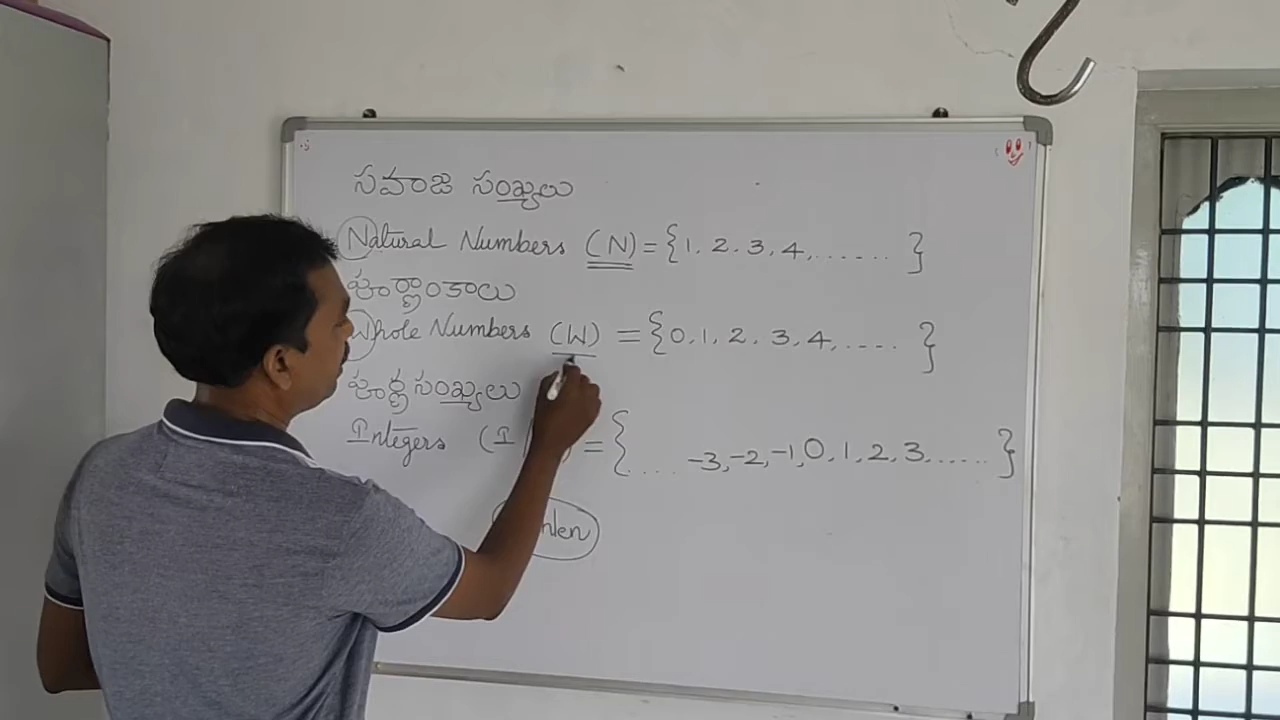 సహజ సంఖ్యలు
Natural Numbers (N) = {1, 2, 3, 4, ...... }
పూర్ణాంకాలు
Whole Numbers (W) = {0, 1, 2, 3, 4, ..... }
పూర్ణ సంఖ్యలు
Integers (I = { .... -3, -2, -1, 0, 1, 2, 3, ..... }